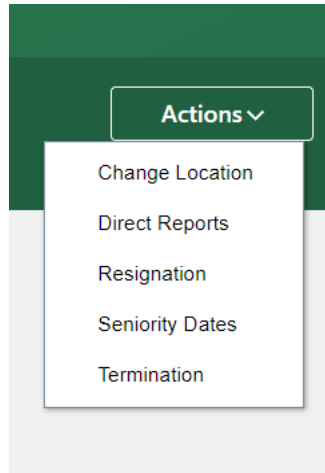 Actions
Change Location
Direct Reports
Resignation
Seniority Dates
Termination